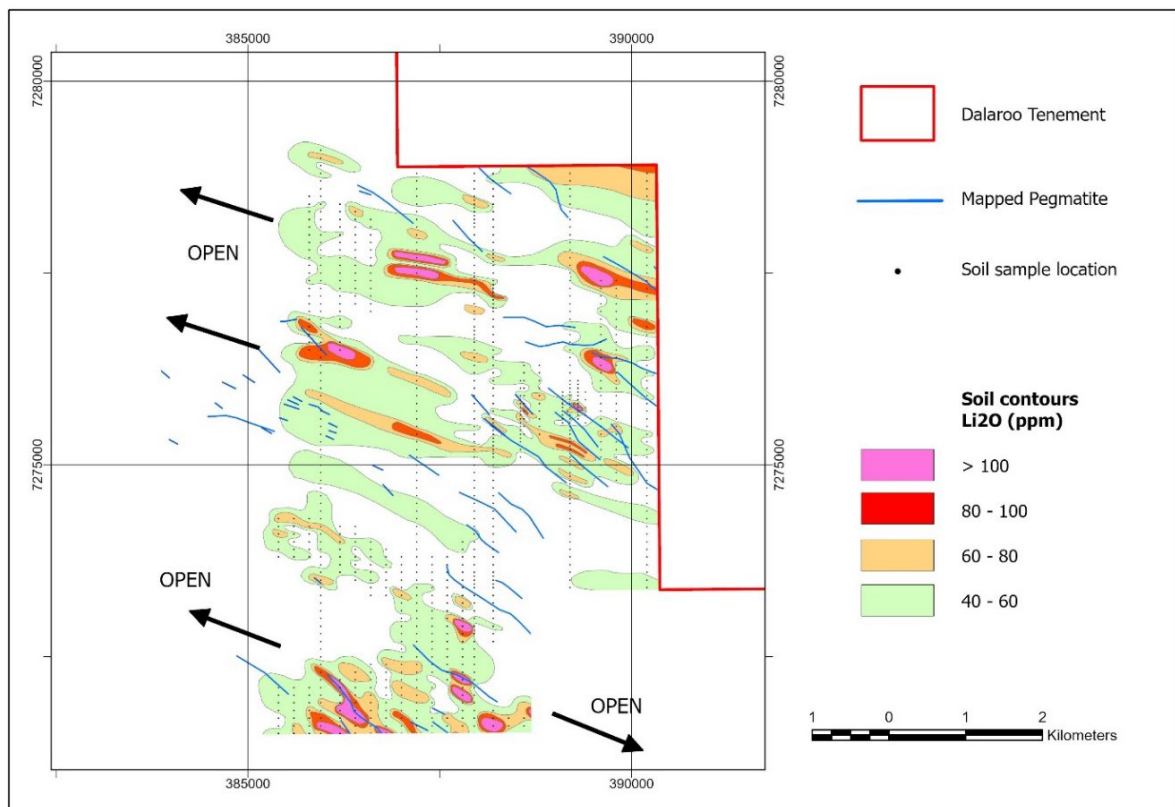 385000
390000
7280000
7280000
OPEN
7275000
7275000
OPEN
OPEN
385000
390000
Dalaroo Tenement
Mapped Pegmatite
Soil sample location
Soil contours
Li2O (ppm)
> 100
80 - 100
60 - 80
40 - 60
1
0
1
2
Kilometers